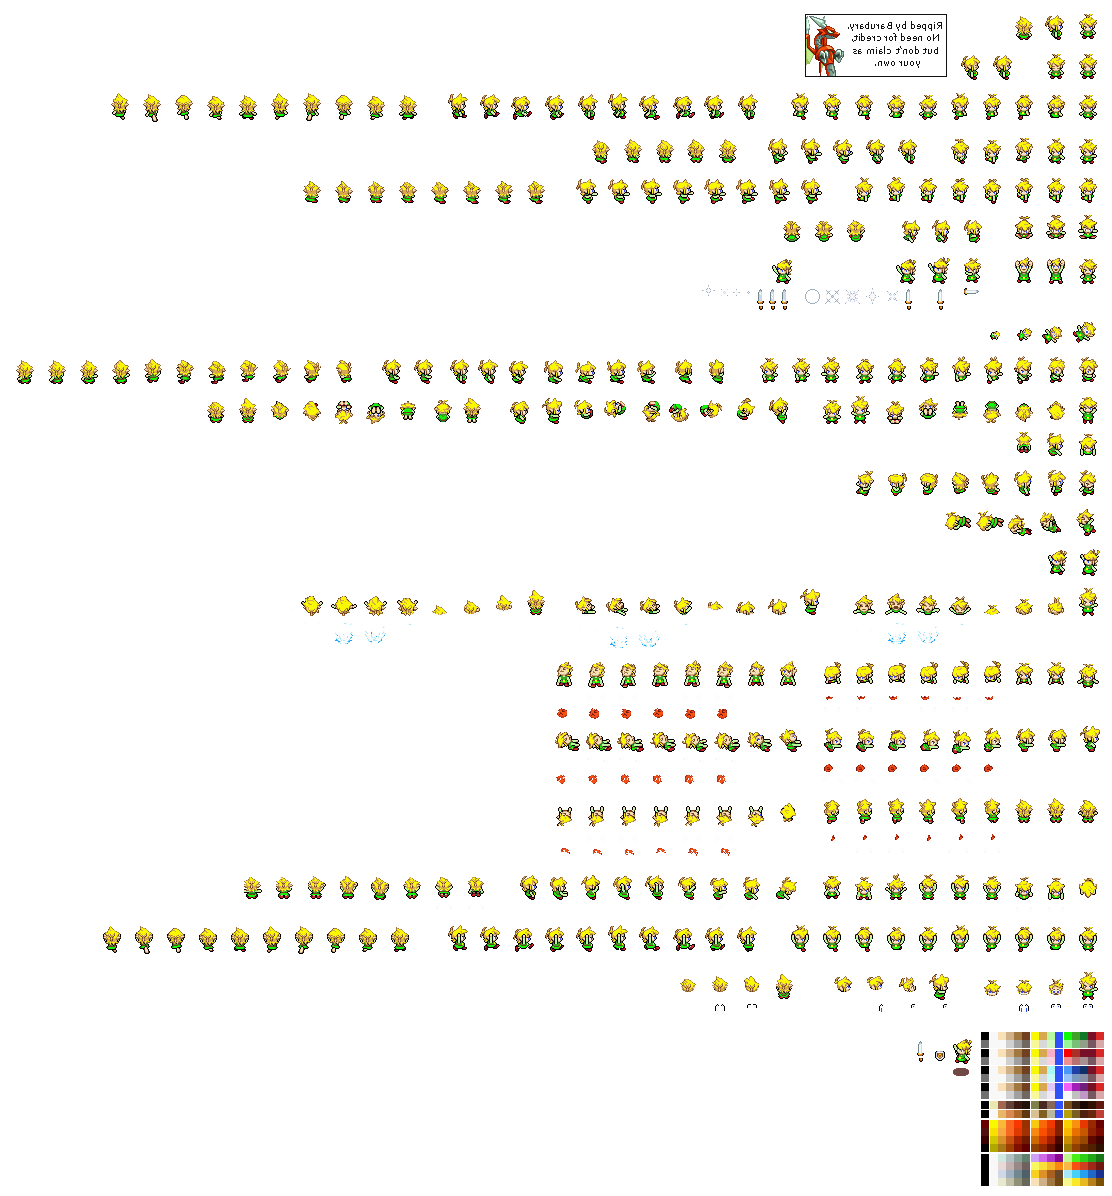 Ripped by Barubary.
No need for credit,
but don't claim as
your own.